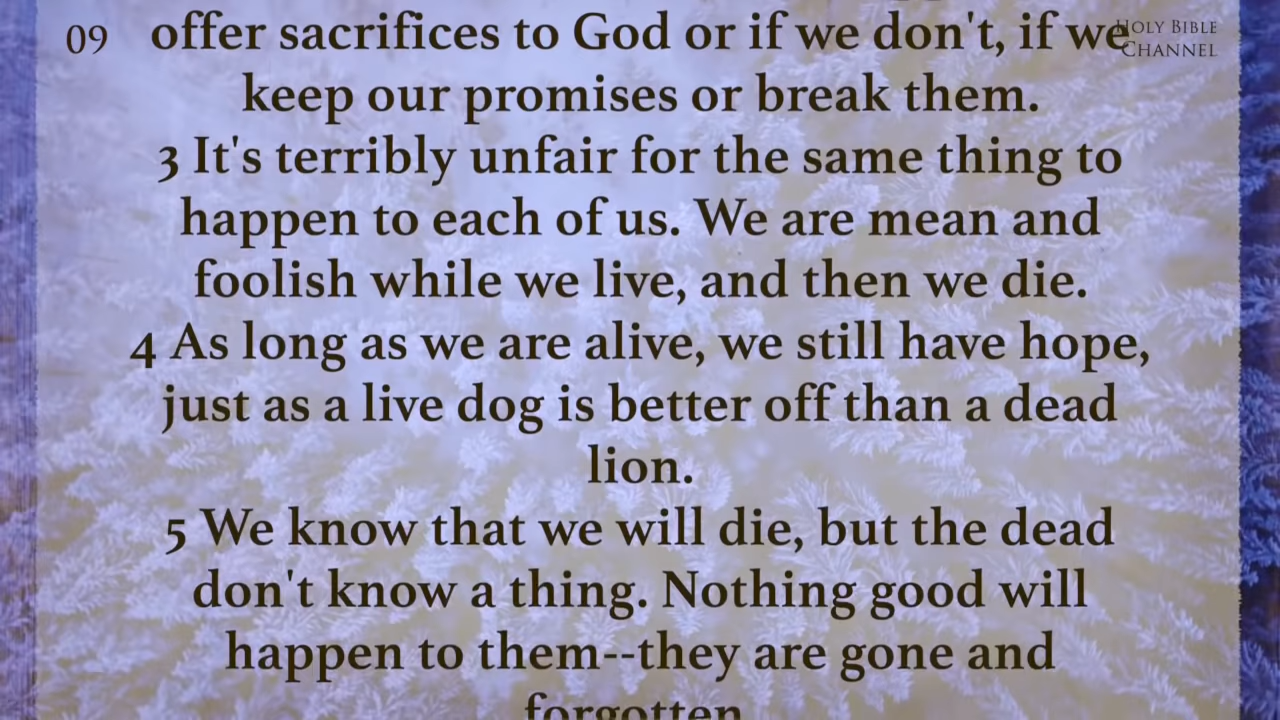 09
offer sacrifices to God or if we don't, if we
HOLY BIBLE
CHANNEL
keep our promises or break them.
3 It's terribly unfair for the same thing to
happen to each of us. We are mean and
foolish while we live, and then we die.
4 As long as we are alive, we still have hope,
just as a live dog is better off than a dead
lion.
5 We know that we will die, but the dead
don't know a thing. Nothing good will
happen to them--they are gone and
forgotten